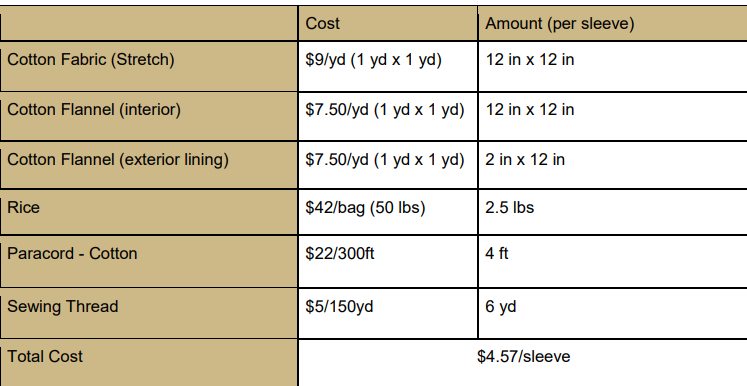 Cost Amount (per sleeve)
Cotton Fabric (Stretch) $9/yd (1 yd x 1 yd) 12 in x 12 in
Cotton Flannel (interior) $7.50/yd (1 yd x 1 yd) 12 in x 12 in
Cotton Flannel (exterior lining) $7.50/yd (1 yd x 1 yd) 2 in x 12 in
Rice $42/bag (50 lbs) 2.5 lbs
Paracord - Cotton $22/300ft 4 ft
Sewing Thread $5/150yd 6 yd
Total Cost $4.57/sleeve